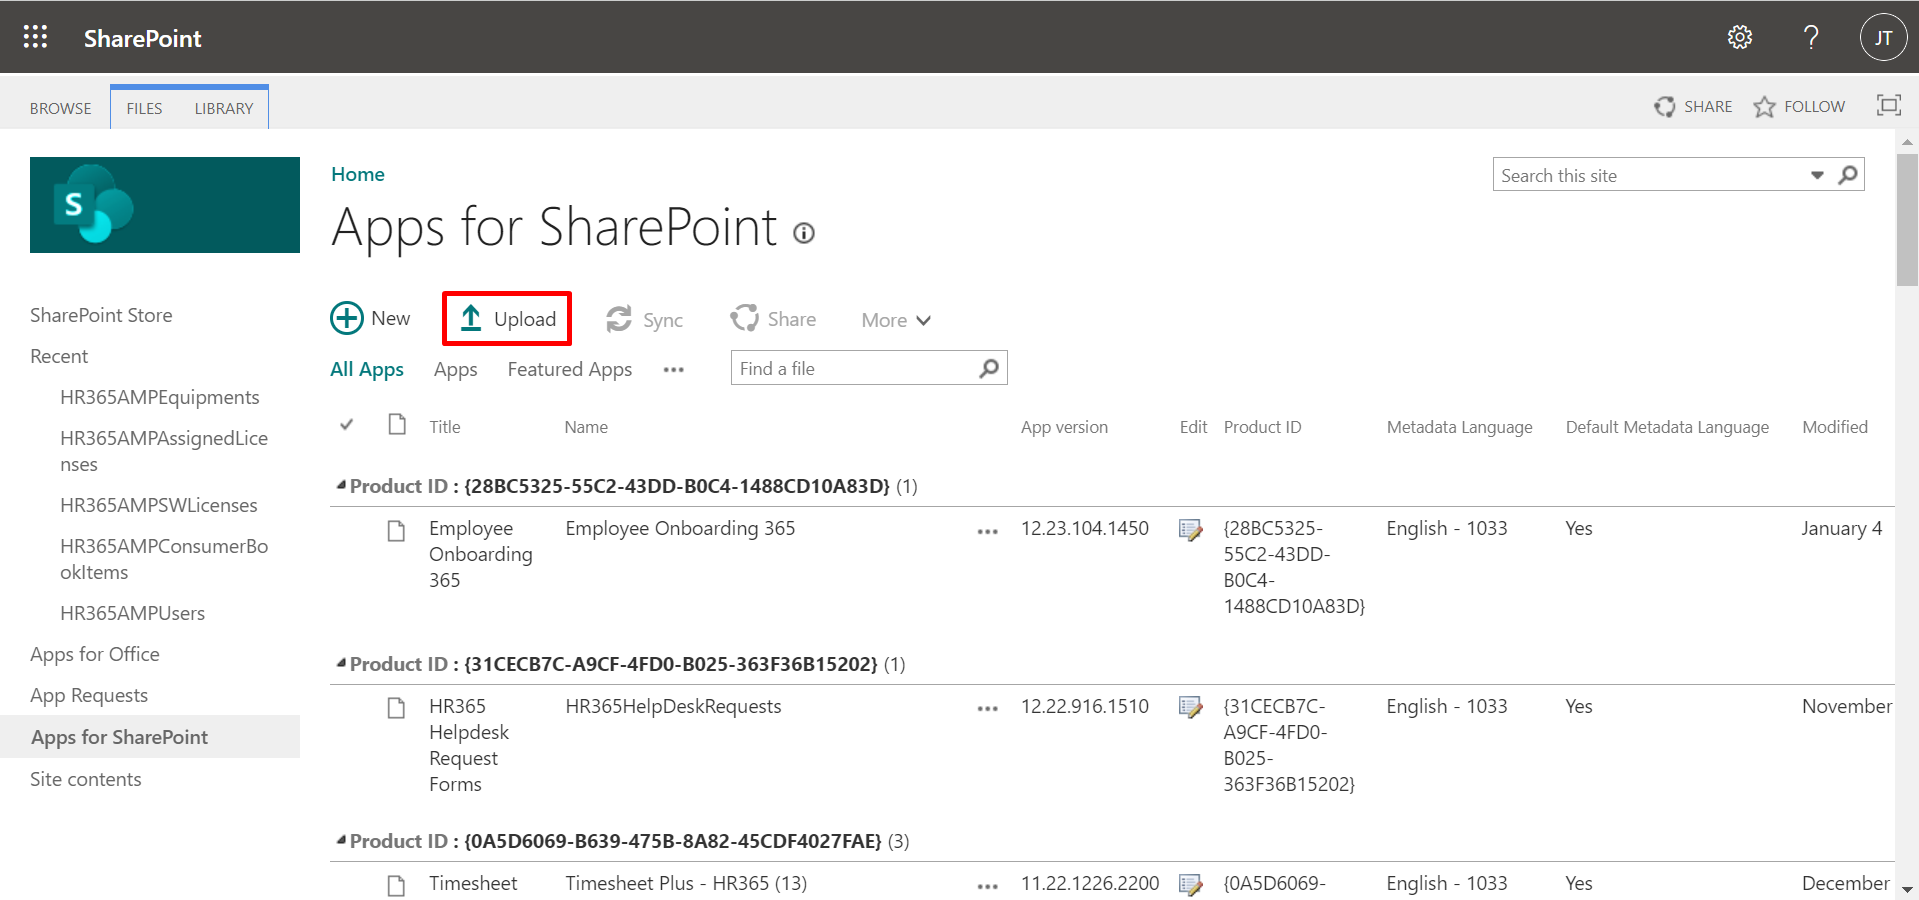 SharePoint
JT
BROWSE FILES LIBRARY SHARE FOLLOW
S
Home
Search this site
Apps for SharePoint
New Upload Sync Share More
All Apps Apps Featured Apps ... Find a file
SharePoint Store
Recent
HR365AMPEquipments
HR365AMPAssignedLice
nses
HR365AMPSWLicenses
HR365AMPConsumerBo
okItems
HR365AMPUsers
Apps for Office
App Requests
Apps for SharePoint
Site contents
Title Name App version Edit Product ID Metadata Language Default Metadata Language Modified
Product ID : {28BC5325-55C2-43DD-B0C4-1488CD10A83D} (1)
Employee Employee Onboarding 365 ... 12.23.104.1450 {28BC5325- English - 1033 Yes January 4
Onboarding 55C2-43DD-
365 B0C4-
1488CD10A83D}
Product ID : {31CECB7C-A9CF-4FD0-B025-363F36B15202} (1)
HR365 HR365HelpDeskRequests ... 12.22.916.1510 {31CECB7C- English - 1033 Yes November
Helpdesk A9CF-4FD0-
Request B025-
Forms 363F36B15202}
Product ID : {0A5D6069-B639-475B-8A82-45CDF4027FAE} (3)
Timesheet Timesheet Plus - HR365 (13) ... 11.22.1226.2200 {0A5D6069- English - 1033 Yes December